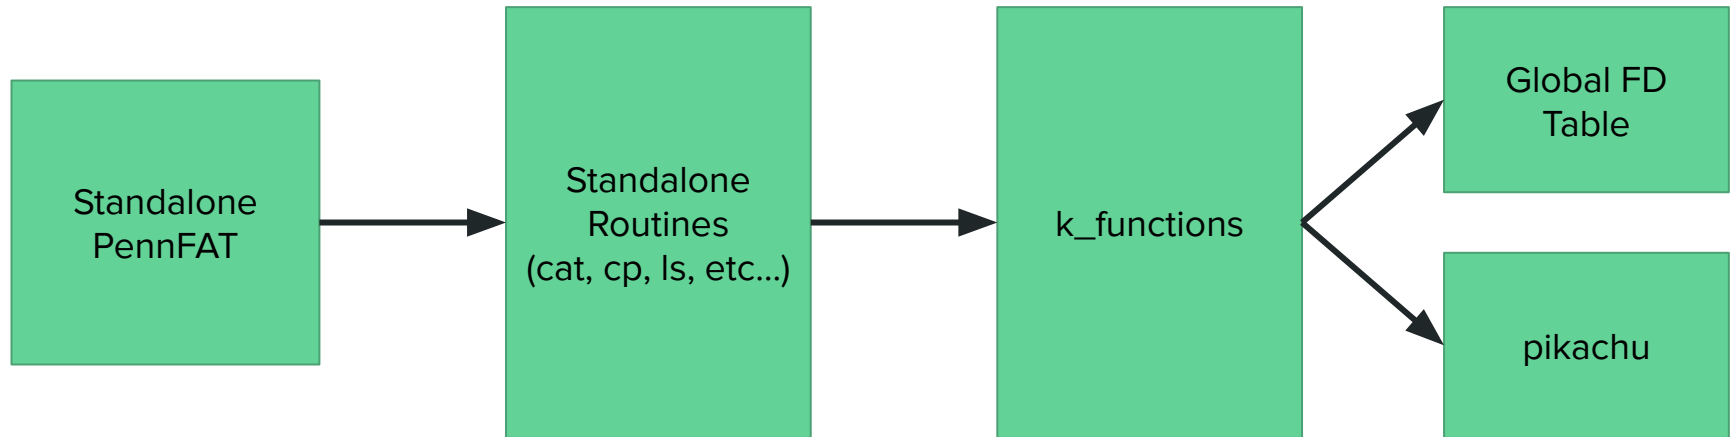 Standalone
PennFAT
Standalone
Routines
(cat, cp, ls, etc...)
k_functions
Global FD
Table
pikachu